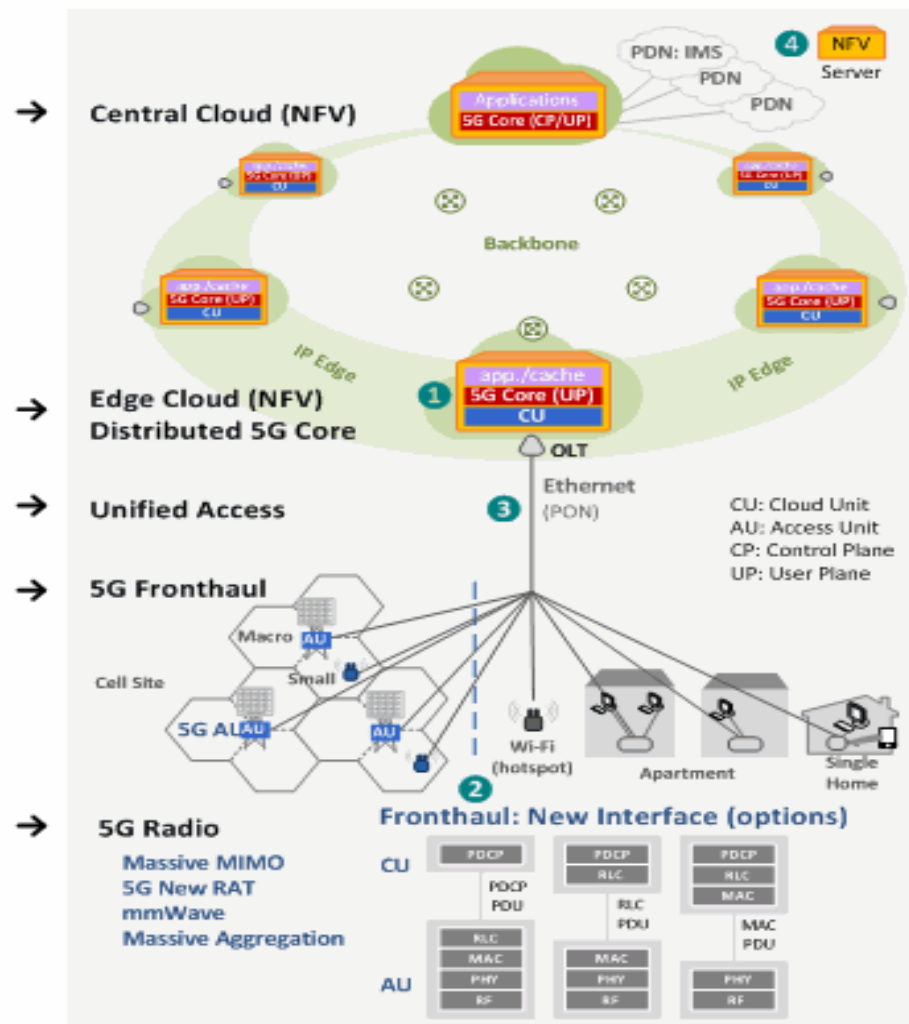 PDN: IMS
PDN
PDN
4
NFV
Server
→ Central Cloud (NFV)
Applications
5G Core (CP/UP)
app./cache
5G Core (UP)
CU
app./cache
5G Core (UP)
CU
Backbone
app./cache
5G Core (UP)
CU
app./cache
5G Core (UP)
CU
IP Edge
IP Edge
→ Edge Cloud (NFV)
Distributed 5G Core
1
app./cache
5G Core (UP)
CU
OLT
→ Unified Access
3
Ethernet
(PON)
CU: Cloud Unit
AU: Access Unit
CP: Control Plane
UP: User Plane
→ 5G Fronthaul
Macro
AU
Small
Cell Site
5G AU
AU
AU
Wi-Fi
(hotspot)
Apartment
Single
Home
2
→ 5G Radio
Massive MIMO
5G New RAT
mmWave
Massive Aggregation
Fronthaul: New Interface (options)
CU
PDCP
PDCP
RLC
PDCP
RLC
MAC
PDCP
PDU
RLC
PDU
MAC
PDU
AU
RLC
MAC
PHY
RF
MAC
PHY
RF
PHY
RF